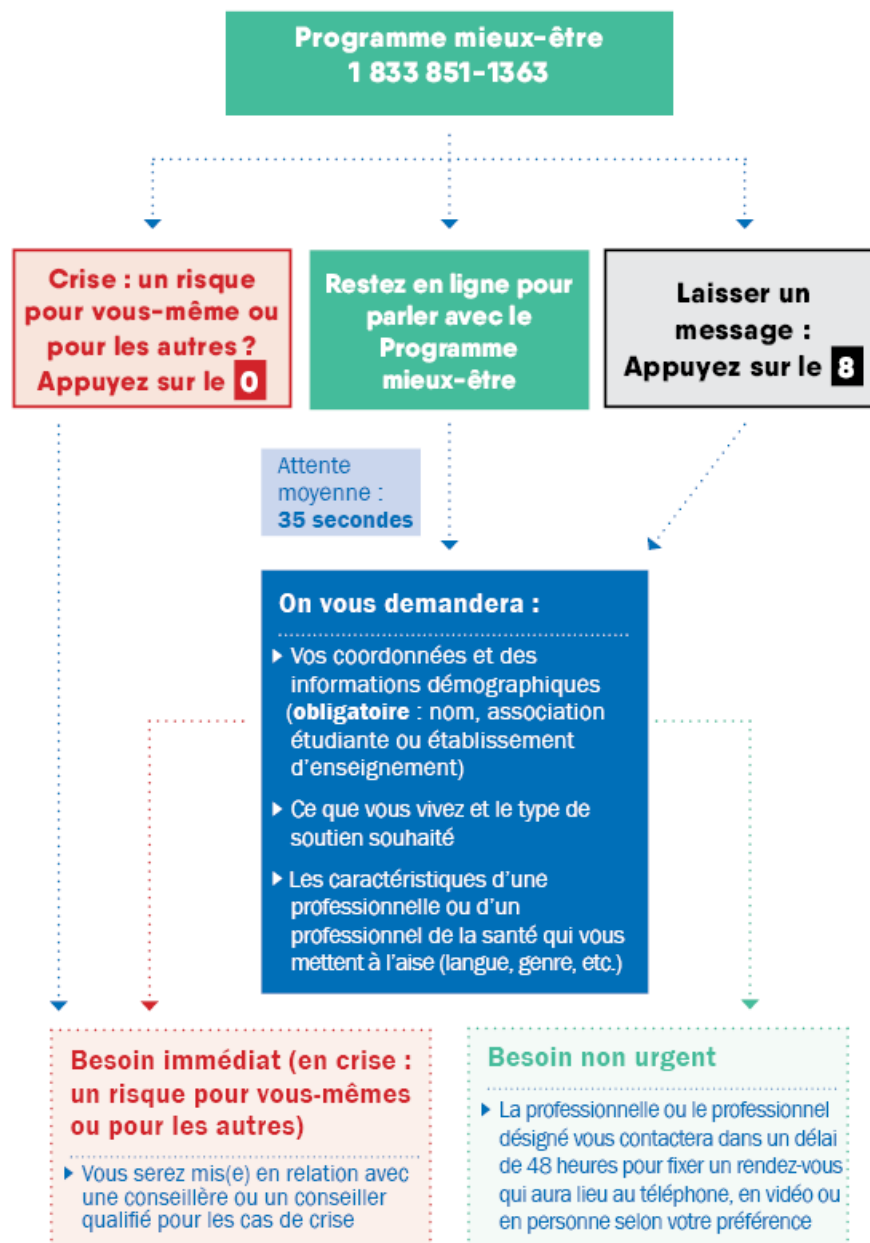 Programme mieux-être
1 833 851-1363
Crise : un risque
pour vous-même ou
pour les autres ?
Appuyez sur le 0
Restez en ligne pour
parler avec le
Programme
mieux-être
Laisser un
message :
Appuyez sur le 8
Attente
moyenne :
35 secondes
On vous demandera :
Vos coordonnées et des
informations démographiques
(obligatoire : nom, association
étudiante ou établissement
d'enseignement)
Ce que vous vivez et le type de
soutien souhaité
Les caractéristiques d'une
professionnelle ou d'un
professionnel de la santé qui vous
mettent à l'aise (langue, genre, etc.)
Besoin immédiat (en crise :
un risque pour vous-mêmes
ou pour les autres)
Vous serez mis(e) en relation avec
une conseillère ou un conseiller
qualifié pour les cas de crise
Besoin non urgent
La professionnelle ou le professionnel
désigné vous contactera dans un délai
de 48 heures pour fixer un rendez-vous
qui aura lieu au téléphone, en vidéo ou
en personne selon votre préférence